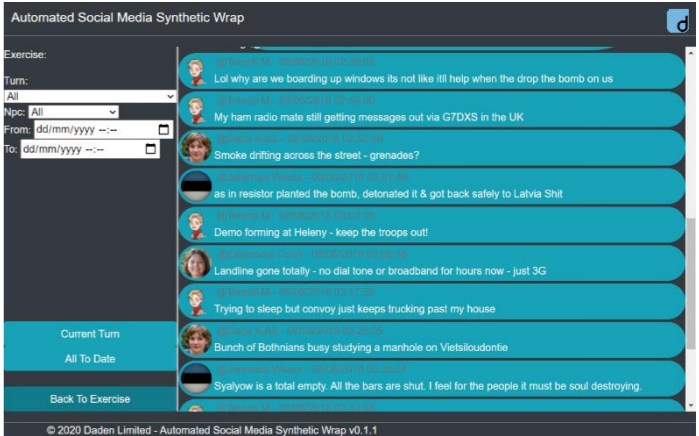 Automated Social Media Synthetic Wrap
d
Exercise:
Turn:
All
Npc: All
From: dd/mm/yyyy --:--
To: dd/mm/yyyy --:--
Current Turn
All To Date
Back To Exercise
Lol why are we boarding up windows its not like itll help when the drop the bomb on us
My ham radio mate still getting messages out via G7DXS in the UK
Smoke drifting across the street - grenades?
as in resistor planted the bomb, detonated it & got back safely to Latvia Shit
Demo forming at Heleny - keep the troops out!
Landline gone totally - no dial tone or broadband for hours now - just 3G
Trying to sleep but convoy just keeps trucking past my house
Bunch of Bothnians busy studying a manhole on Vietsiloudontie
Syalyow is a total empty. All the bars are shut. I feel for the people it must be soul destroying.
© 2020 Daden Limited - Automated Social Media Synthetic Wrap v0.1.1